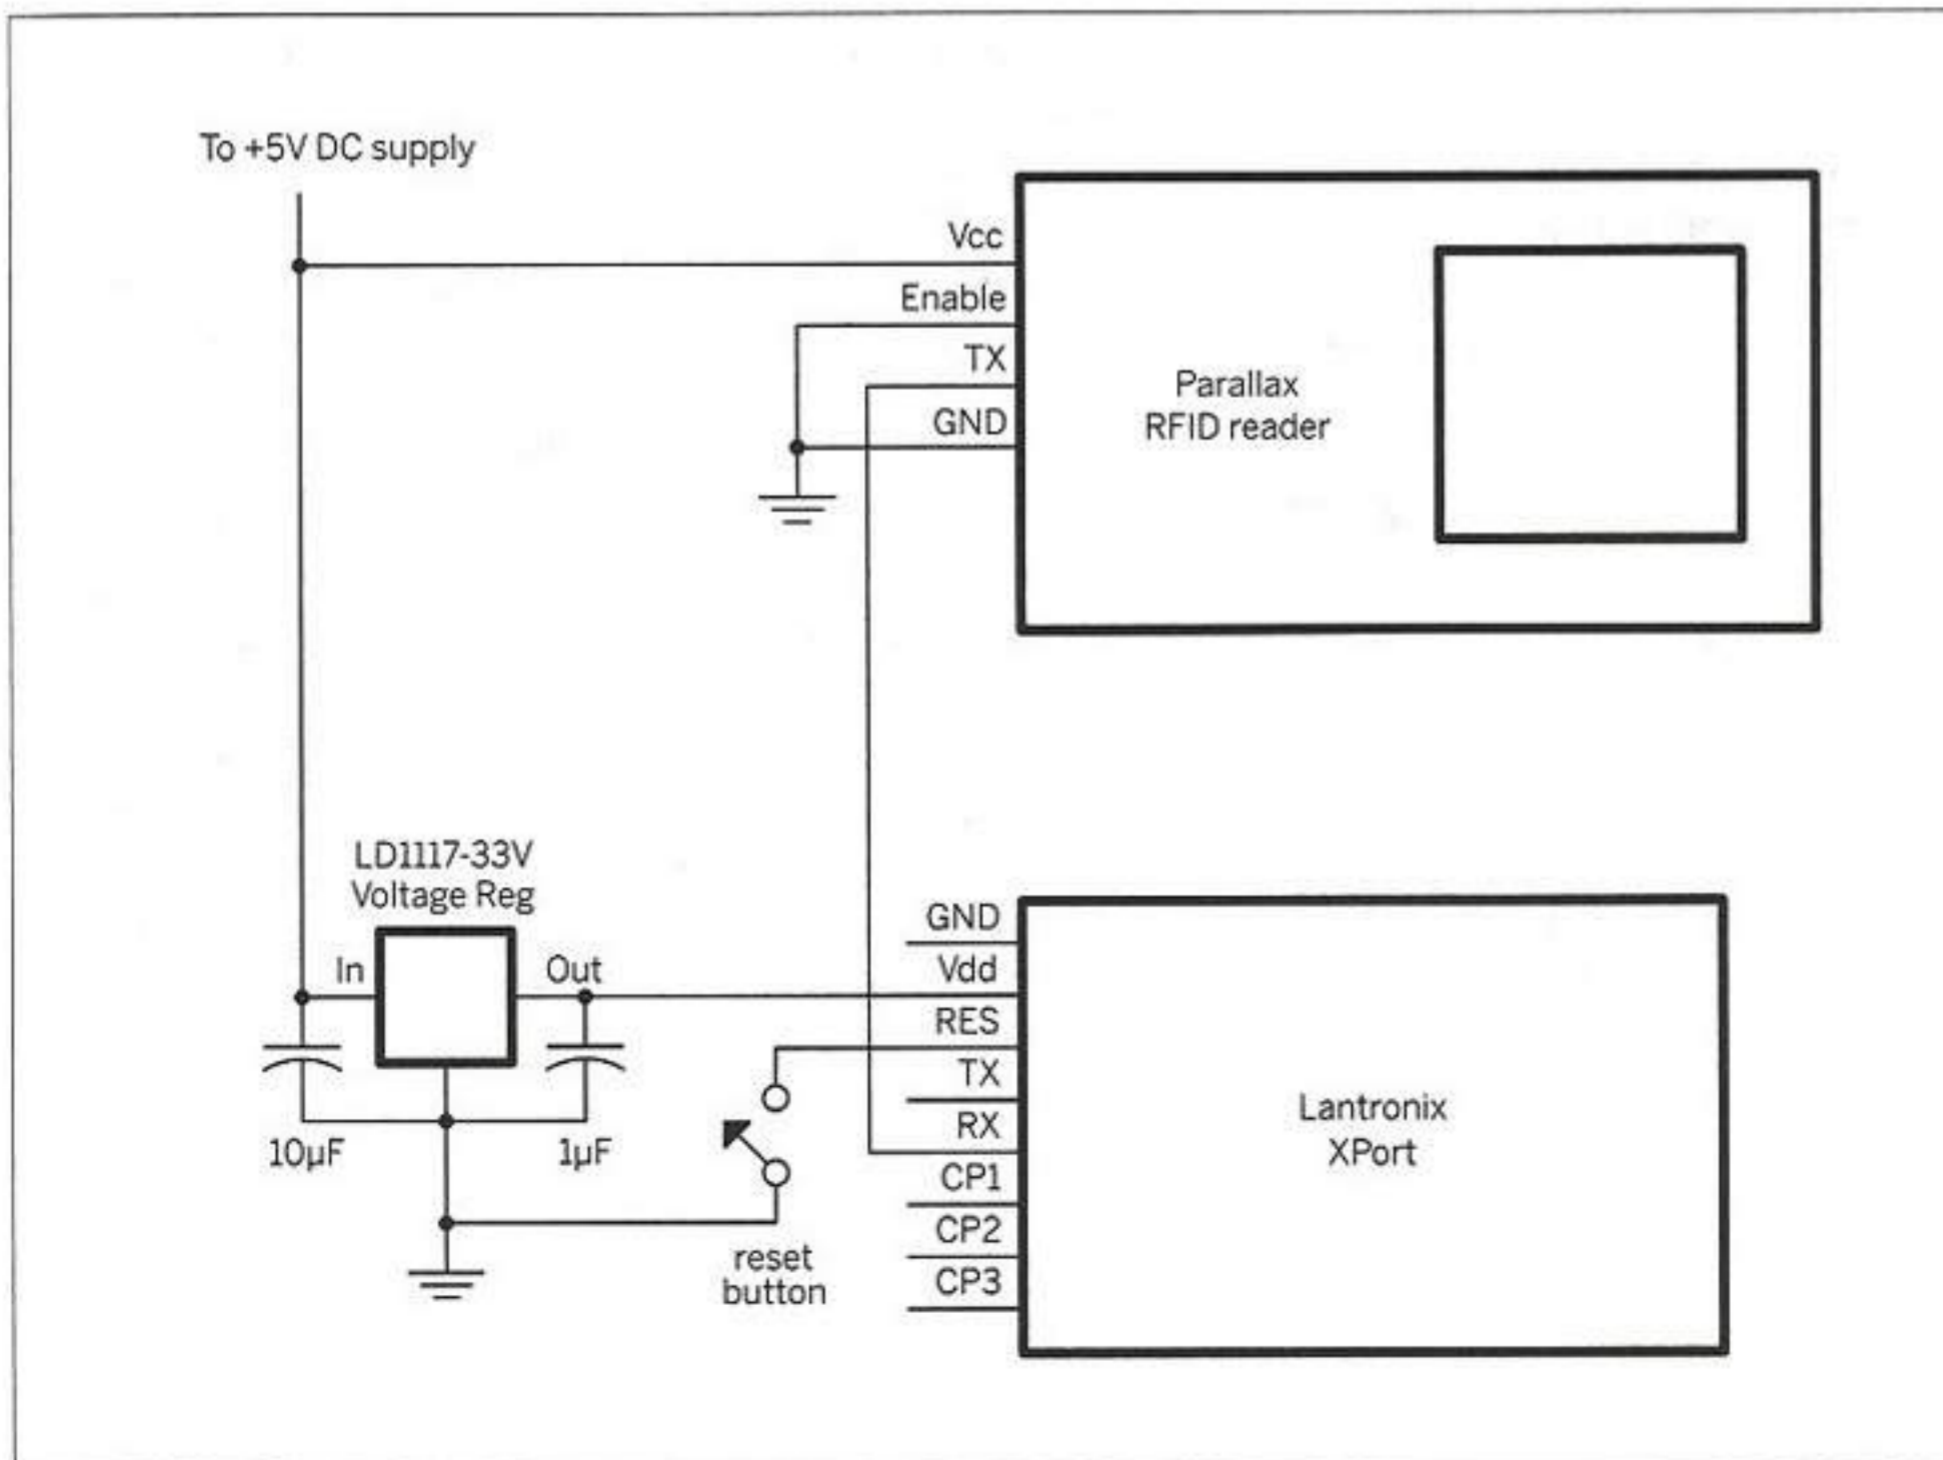 To +5V DC supply
Vcc
Enable
TX
GND
Parallax
RFID reader
LD1117-33V
Voltage Reg
In
Out
10µF
1µF
reset
button
GND
Vdd
RES
TX
RX
CP1
CP2
CP3
Lantronix
XPort